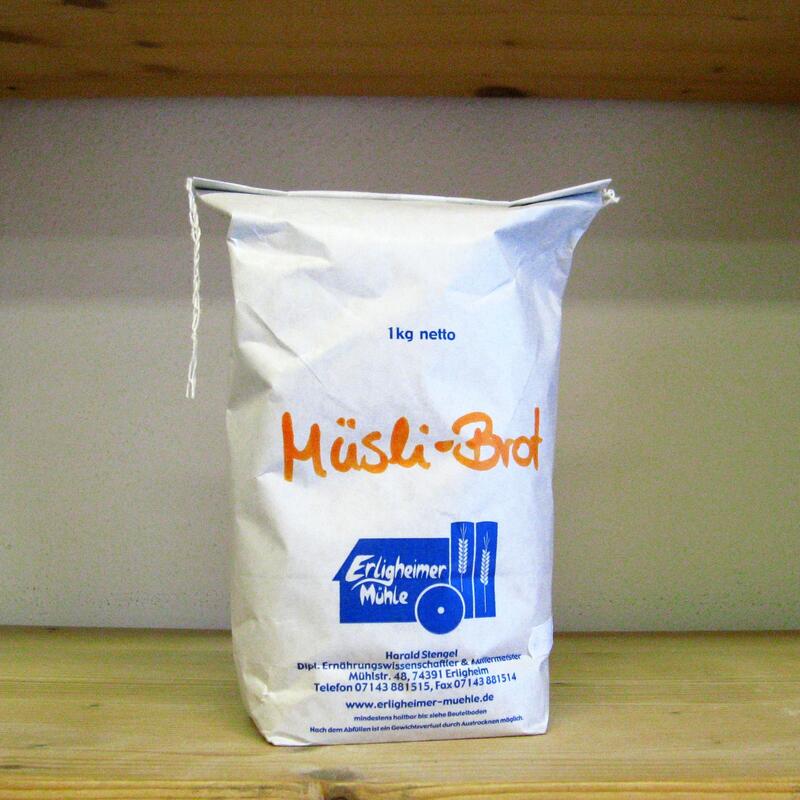 1kg netto
Müsli-Brot
Erligheimer
Mühle
Harald Stengel
Dipl. Ernährungswissenschaftler & Müllermeister
Mühlstr. 48, 74391 Erligheim
Telefon 07143 881515, Fax 07143 881514
www.erligheimer-muehle.de
mindestens haltbar bis: siehe Beutelboden
Nach dem Abfüllen ist ein Gewichtsverlust durch Austrocknen möglich.